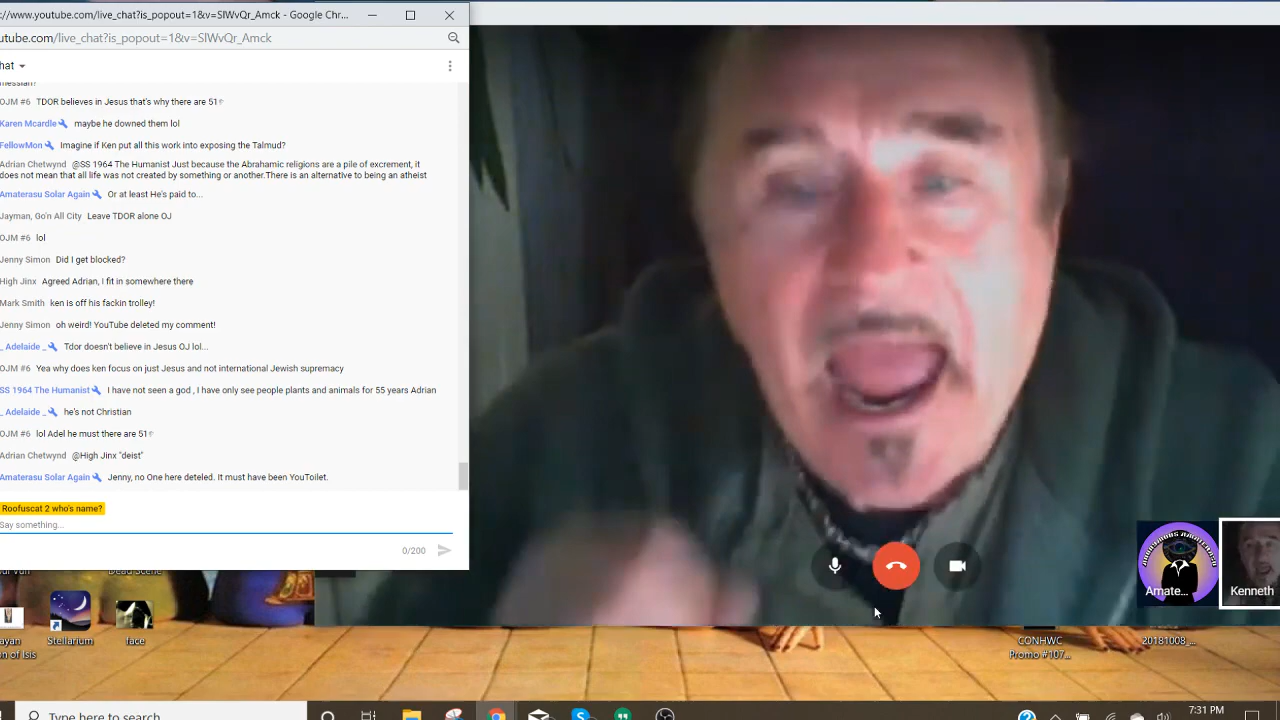 ://www.youtube.com/live_chat?is_popout=1&v=SlWvQr_Amck - Google Chr...
utube.com/live_chat?is_popout=1&v=SlWvQr_Amck
hat
messiah?
OJM #6 TDOR believes in Jesus that's why there are 51
Karen Mcardle maybe he downed them lol
FellowMon Imagine if Ken put all this work into exposing the Talmud?
Adrian Chetwynd @SS 1964 The Humanist Just because the Abrahamic religions are a pile of excrement, it
does not mean that all life was not created by something or another.There is an alternative to being an atheist
Amaterasu Solar Again Or at least He's paid to...
Jayman, Go'n All City Leave TDOR alone OJ
OJM #6 lol
Jenny Simon Did I get blocked?
High Jinx Agreed Adrian, I fit in somewhere there
Mark Smith ken is off his fackin trolley!
Jenny Simon oh weird! YouTube deleted my comment!
_ Adelaide _ Tdor doesn't believe in Jesus OJ lol...
OJM #6 Yea why does ken focus on just Jesus and not international Jewish supremacy
SS 1964 The Humanist I have not seen a god , I have only see people plants and animals for 55 years Adrian
_ Adelaide _ he's not Christian
OJM #6 lol Adel he must there are 51
Adrian Chetwynd @High Jinx "deist"
Amaterasu Solar Again Jenny, no One here deteled. It must have been YouToilet.
Roofuscat 2 who's name?
Say something...
0/200
Dead Scene
Amate...
Kenneth
ayan
on of Isis
Stellarium
face
CONHWC
Promo #107...
20181008_...
Type here to search
7:31 PM